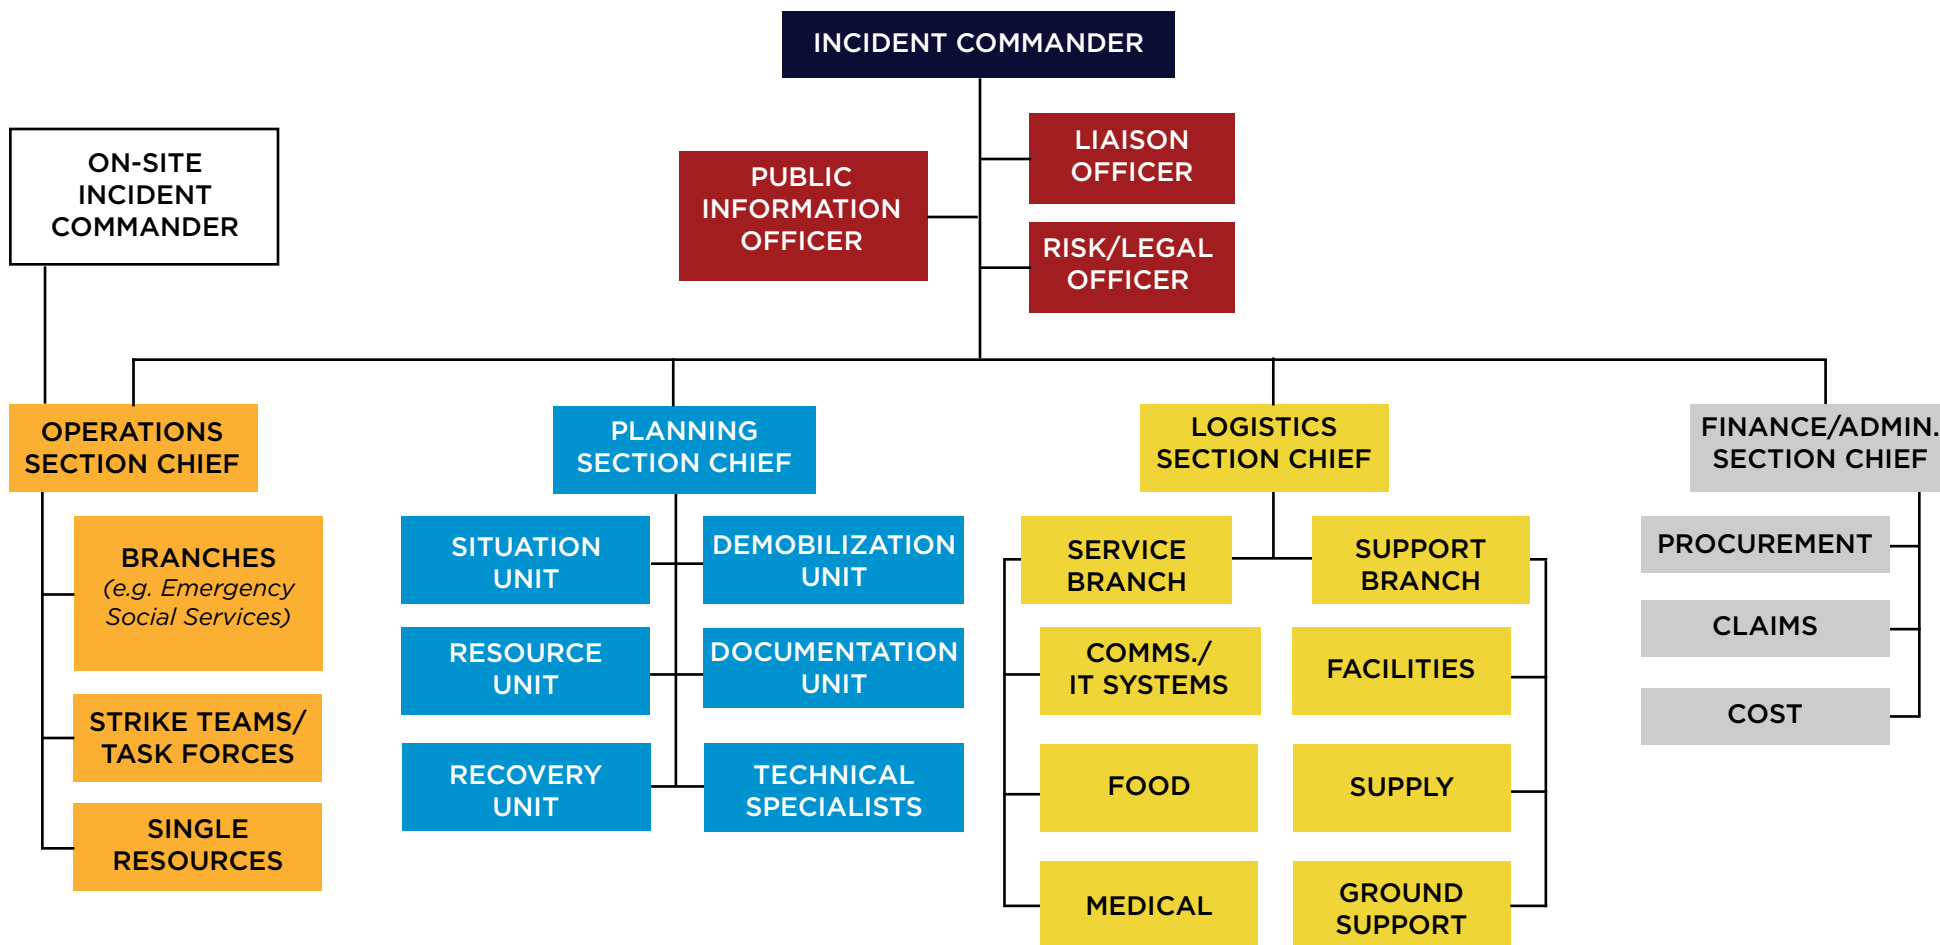 INCIDENT COMMANDER
ON-SITE
INCIDENT
COMMANDER
PUBLIC
INFORMATION
OFFICER
LIAISON
OFFICER
RISK/LEGAL
OFFICER
OPERATIONS
SECTION CHIEF
BRANCHES
(e.g. Emergency
Social Services)
STRIKE TEAMS/
TASK FORCES
SINGLE
RESOURCES
PLANNING
SECTION CHIEF
SITUATION
UNIT
DEMOBILIZATION
UNIT
RESOURCE
UNIT
DOCUMENTATION
UNIT
RECOVERY
UNIT
TECHNICAL
SPECIALISTS
LOGISTICS
SECTION CHIEF
SERVICE
BRANCH
COMMS./
IT SYSTEMS
FOOD
MEDICAL
SUPPORT
BRANCH
FACILITIES
SUPPLY
GROUND
SUPPORT
FINANCE/ADMIN.
SECTION CHIEF
PROCUREMENT
CLAIMS
COST